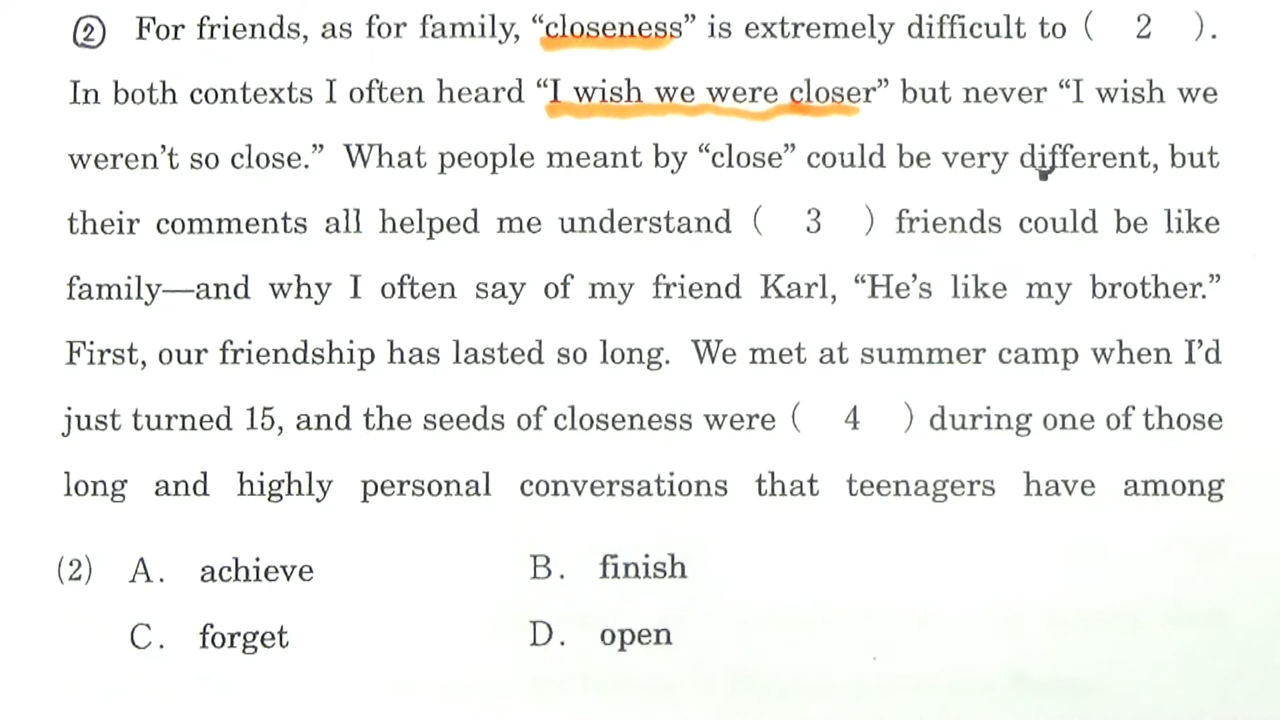 ② For friends, as for family, “closeness” is extremely difficult to ( 2 ).
In both contexts I often heard “I wish we were closer” but never “I wish we
weren’t so close.” What people meant by “close” could be very different, but
their comments all helped me understand ( 3 ) friends could be like
family—and why I often say of my friend Karl, “He’s like my brother.”
First, our friendship has lasted so long. We met at summer camp when I’d
just turned 15, and the seeds of closeness were ( 4 ) during one of those
long and highly personal conversations that teenagers have among
(2) A. achieve B. finish
C. forget D. open